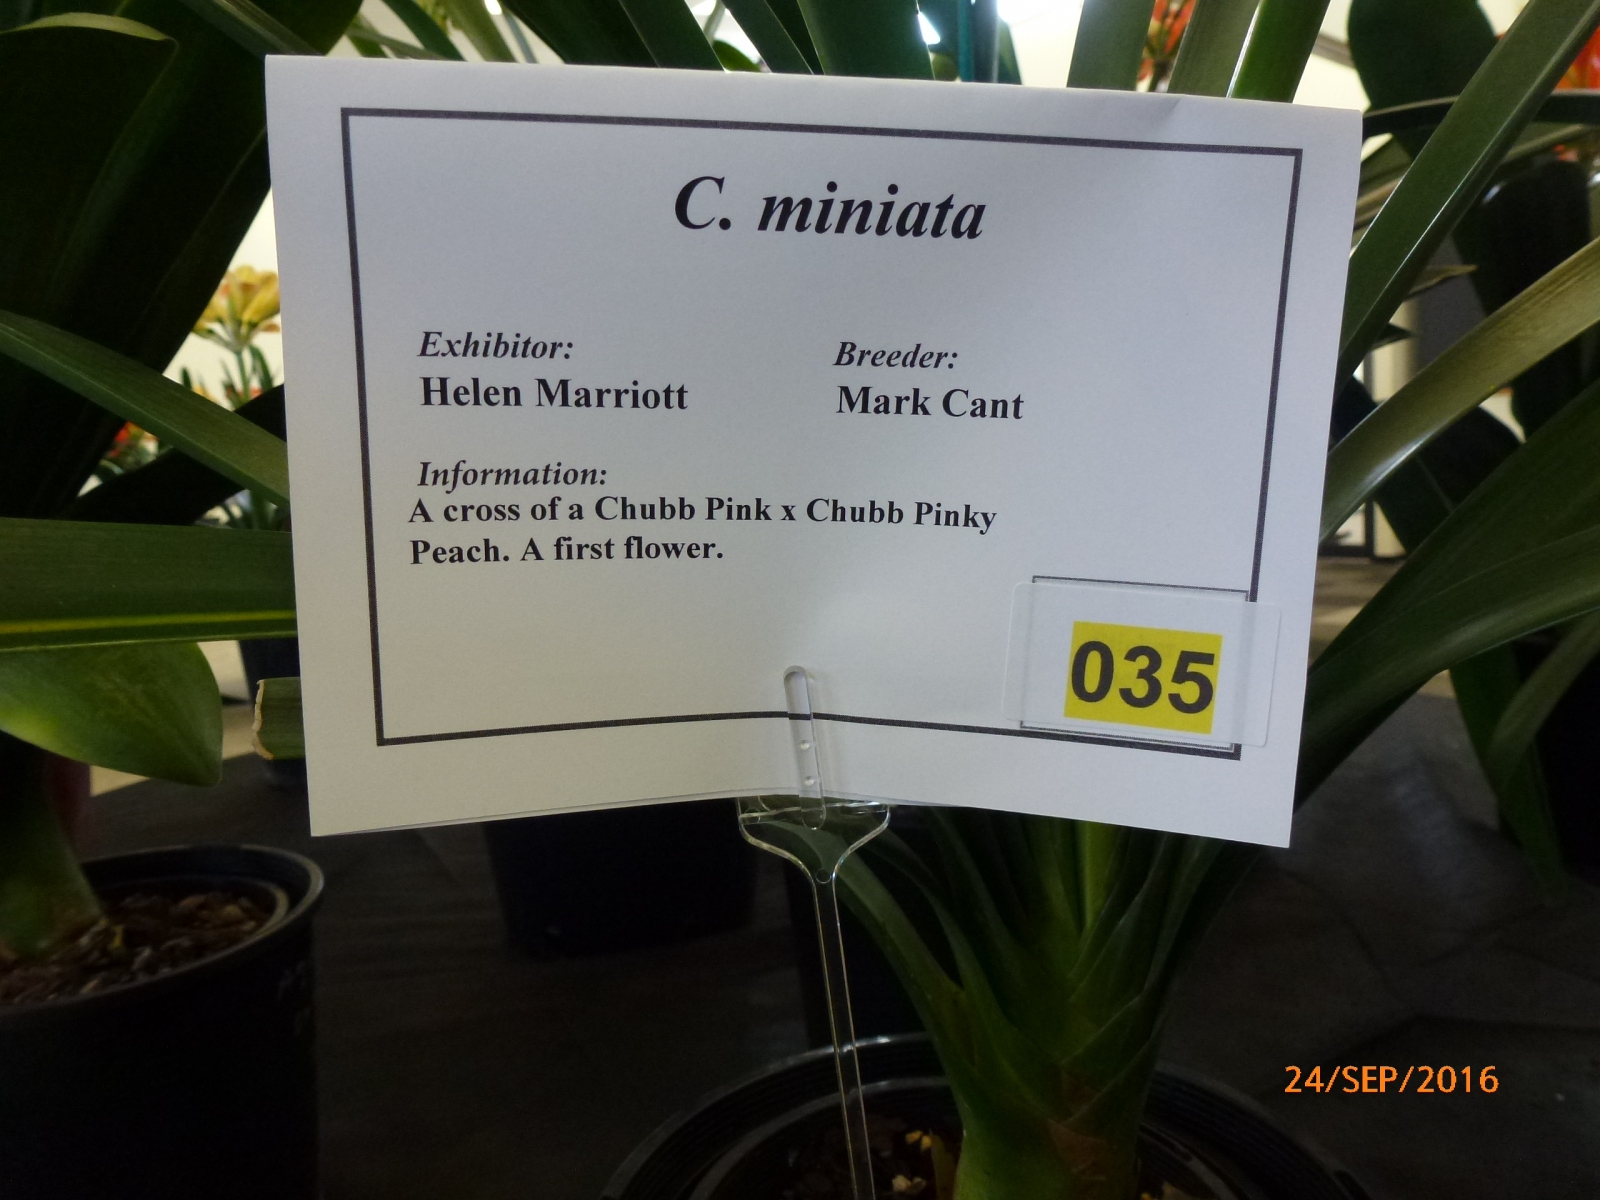 C. miniata
Exhibitor:
Helen Marriott
Breeder:
Mark Cant
Information:
A cross of a Chubb Pink x Chubb Pinky
Peach. A first flower.
035
24/SEP/2016